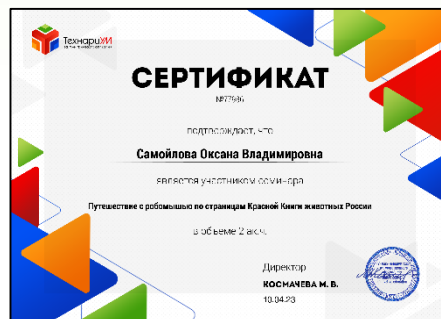 ТехнариУМ
СЕРТИФИКАТ
подтверждает, что
Самойлова Оксана Владимировна
является участником семинара
Путешествие с робомышью по страницам Красной Книги животных России
в объеме 2 ак.ч.
Директор
КОСМАЧЕВА М. В.
10.04.23